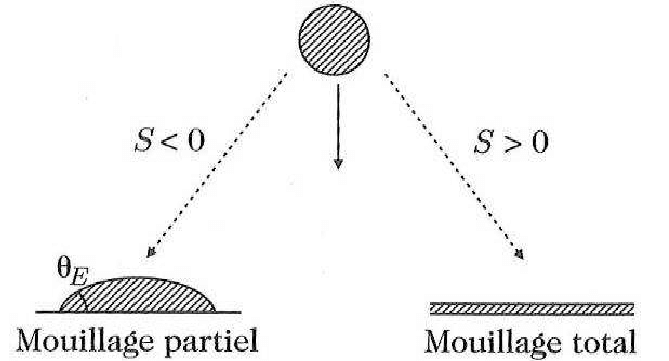 S < 0
S > 0
θE
Mouillage partiel
Mouillage total